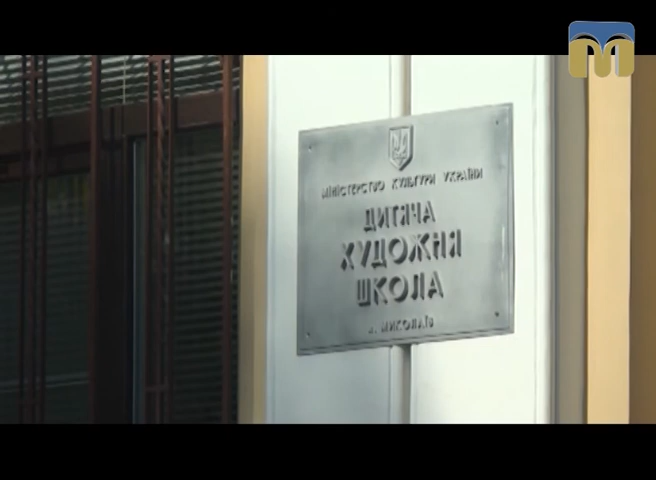 МІНІСТЕРСТВО КУЛЬТУРИ УКРАЇНИ
ДИТЯЧА
ХУДОЖНЯ
ШКОЛА
м. МИКОЛАЇВ